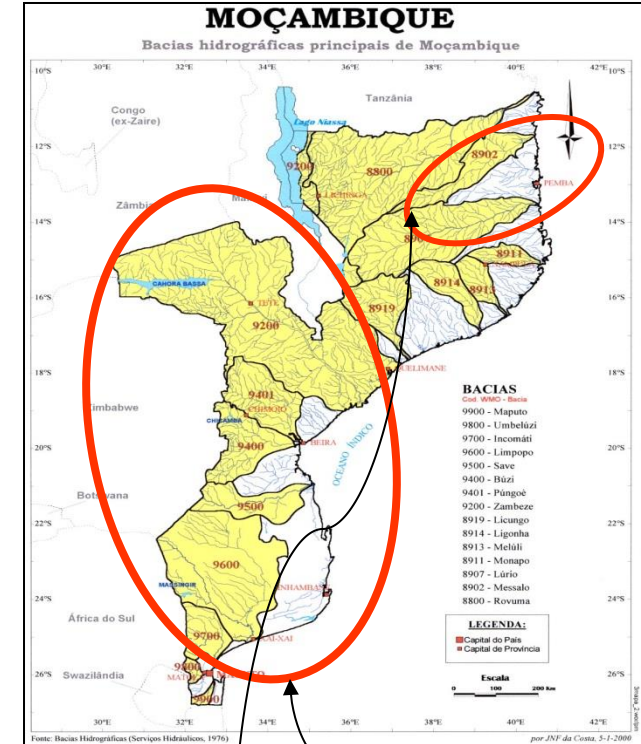 MOÇAMBIQUE
Bacias hidrográficas principais de Moçambique
30°E 32°E 34°E 36°E 38°E 40°E 42°E
10°S
10°S
Tanzânia
Congo
(ex-Zaire)
Lago Niassa
12°S
12°S
8902
9200
8800
PEMBA
LICHINGA
Zâmbia
14°S
14°S
8911
CAHORA BASSA
8914
8913
16°S
16°S
TETE
8919
9200
QUELIMANE
18°S
18°S
9401
Zimbabwe
CHIMOIO
CHICAMBA
9400
BEIRA
20°S
20°S
OCEANO ÍNDICO
Botswana
9500
22°S
22°S
9600
MASSINGIR
24°S
24°S
África do Sul
9700
XAI-XAI
26°S
26°S
Swazilândia
9900
BACIAS
Cod. WMO - Bacia
9900 - Maputo
9800 - Umbelúzi
9700 - Incomáti
9600 - Limpopo
9500 - Save
9400 - Búzi
9401 - Púngoè
9200 - Zambeze
8919 - Licungo
8914 - Ligonha
8913 - Melúli
8911 - Monapo
8907 - Lúrio
8902 - Messalo
8800 - Rovuma
LEGENDA:
Capital do País
Capital de Província
Escala
0 100 200 Km
30°E 32°E 34°E 36°E 38°E 40°E 42°E
Fonte: Bacias Hidrográficas (Serviços Hidráulicos, 1976)
por JNF da Costa, 5-1-2000